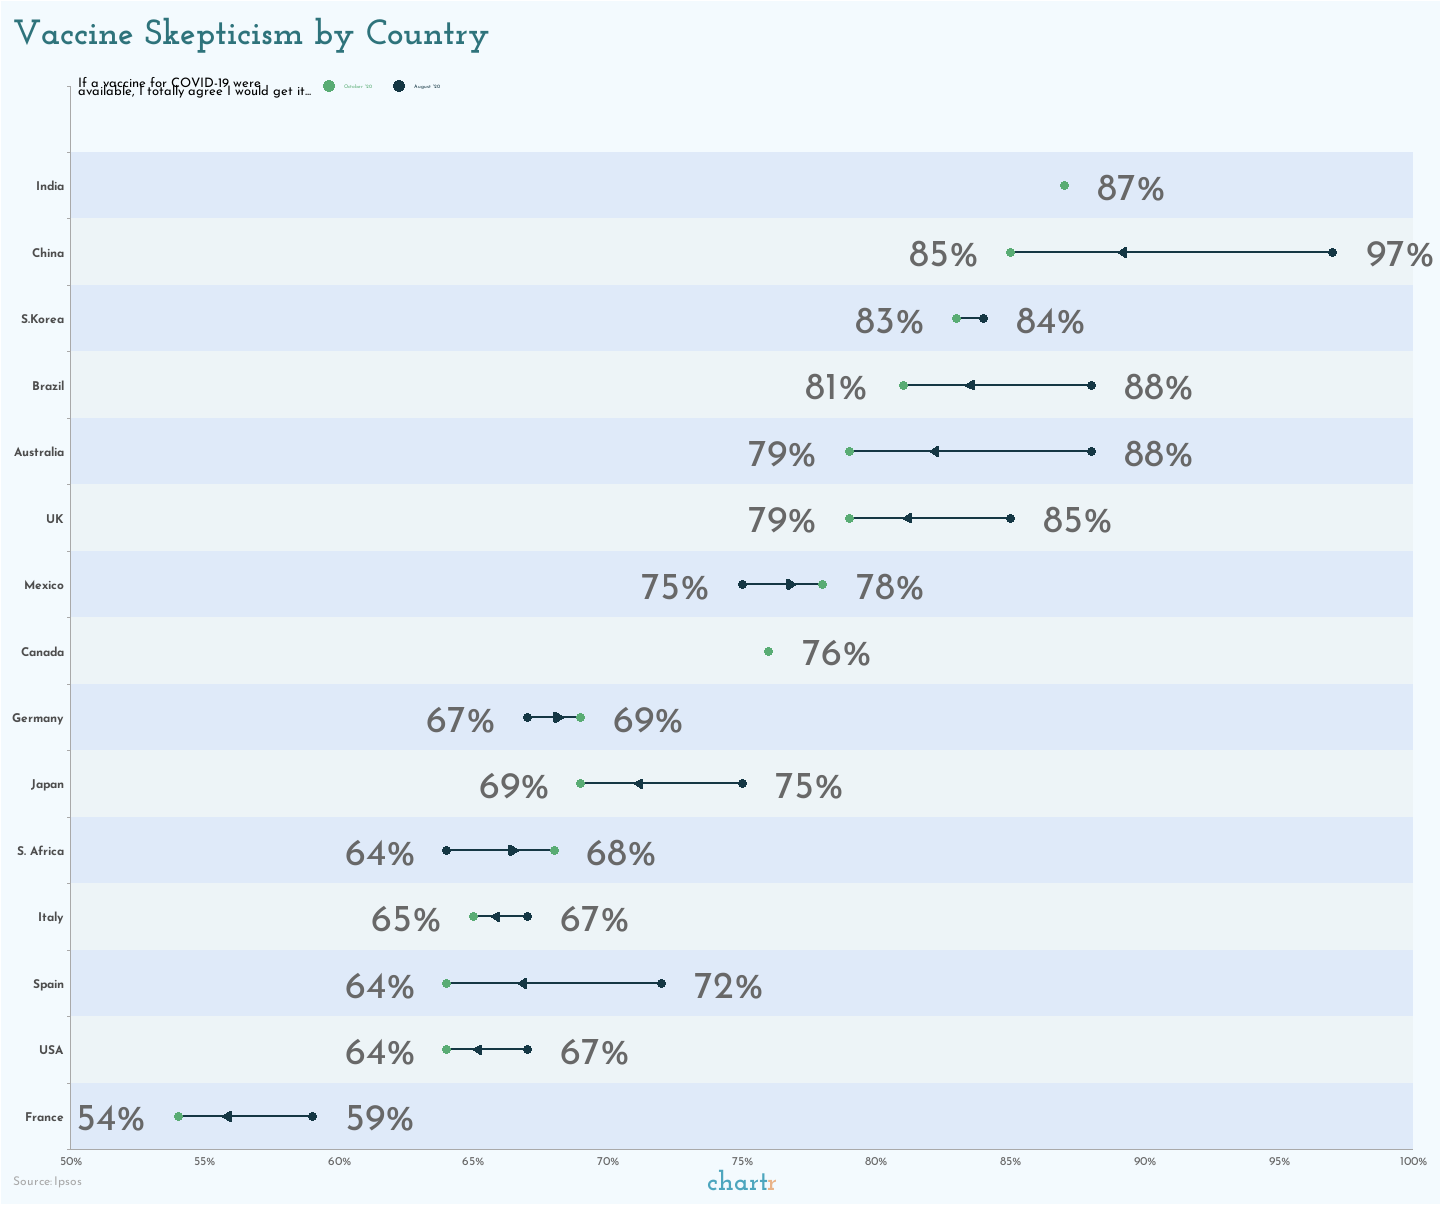 Vaccine Skepticism by Country
If a vaccine for COVID-19 were
available, I totally agree I would get it...
October '20
August '20
India
87%
China
85%
97%
S.Korea
83%
84%
Brazil
81%
88%
Australia
79%
88%
UK
79%
85%
Mexico
75%
78%
Canada
76%
Germany
67%
69%
Japan
69%
75%
S. Africa
64%
68%
Italy
65%
67%
Spain
64%
72%
USA
64%
67%
France
54%
59%
50%
55%
60%
65%
70%
75%
80%
85%
90%
95%
100%
Source: Ipsos
chartr